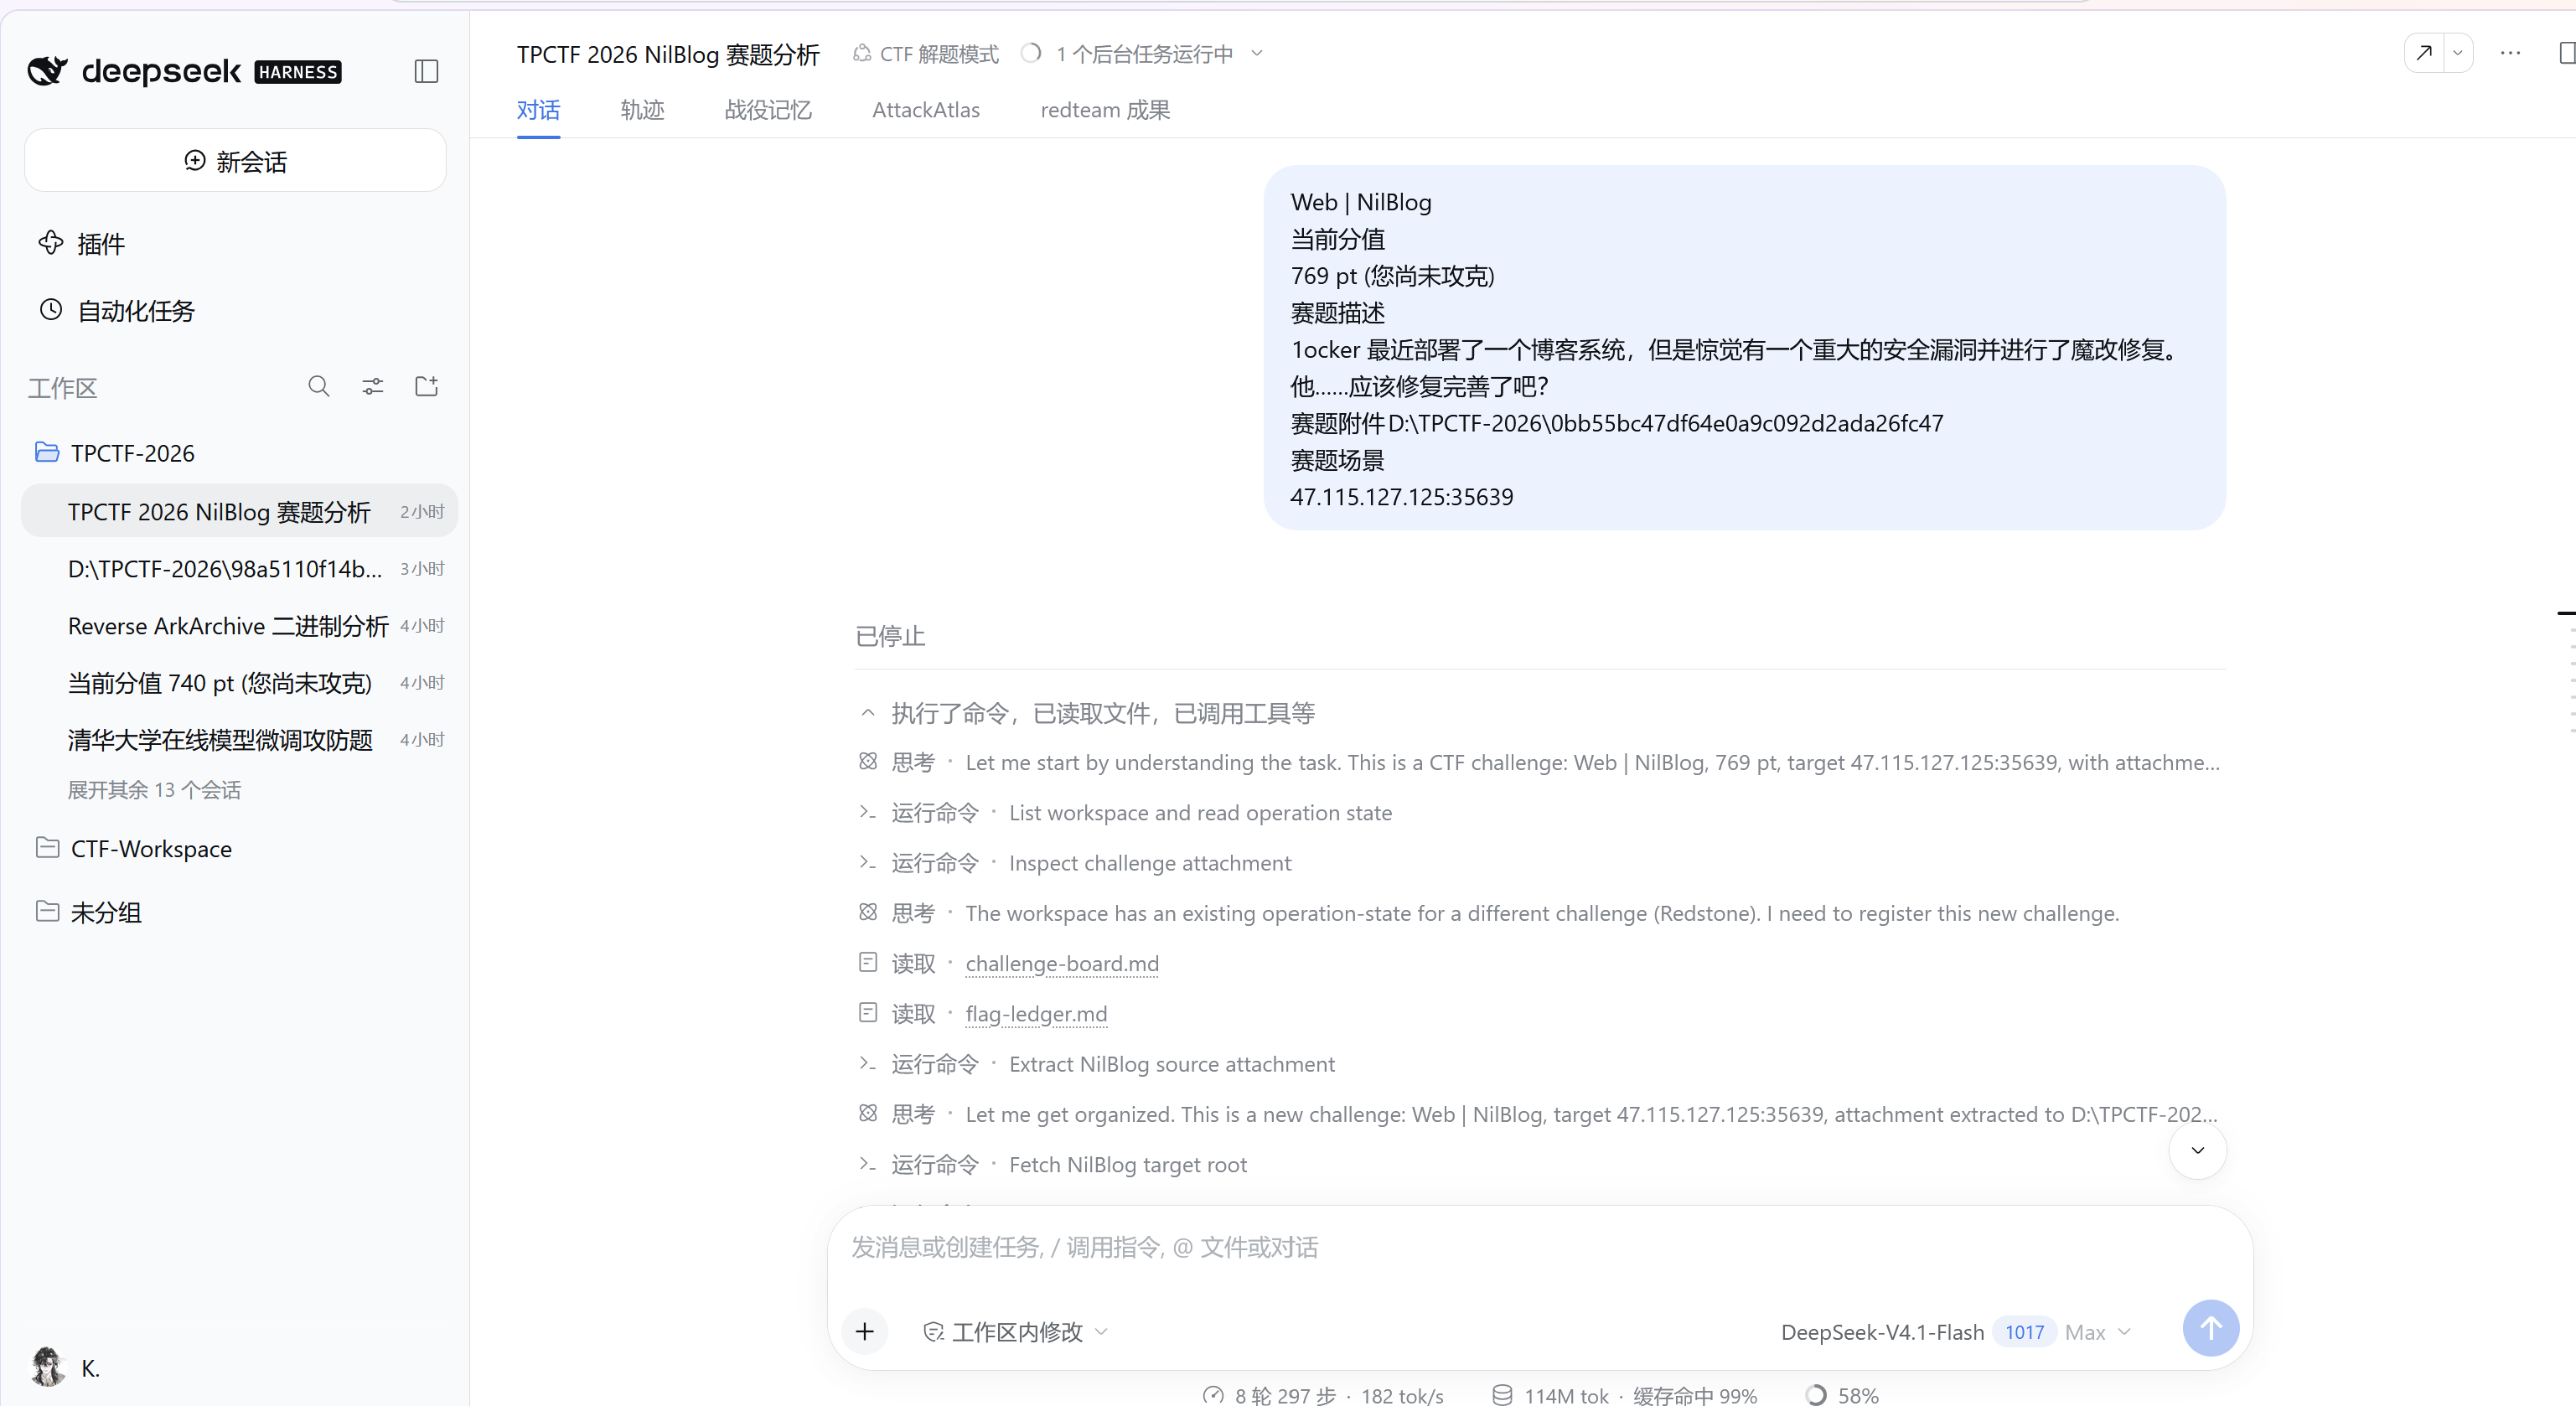 deepseek HARNESS
新会话
插件
自动化任务
工作区
TPCTF-2026
TPCTF 2026 NilBlog 赛题分析 2小时
D:\TPCTF-2026\98a5110f14b... 3小时
Reverse ArkArchive 二进制分析 4小时
当前分值 740 pt (您尚未攻克) 4小时
清华大学在线模型微调攻防题 4小时
展开其余 13 个会话
CTF-Workspace
未分组
K.
TPCTF 2026 NilBlog 赛题分析 CTF 解题模式 1 个后台任务运行中
对话 轨迹 战役记忆 AttackAtlas redteam 成果
Web | NilBlog
当前分值
769 pt (您尚未攻克)
赛题描述
1ocker 最近部署了一个博客系统，但是惊觉有一个重大的安全漏洞并进行了魔改修复。
他......应该修复完善了吧？
赛题附件D:\TPCTF-2026\0bb55bc47df64e0a9c092d2ada26fc47
赛题场景
47.115.127.125:35639
已停止
执行了命令，已读取文件，已调用工具等
思考 · Let me start by understanding the task. This is a CTF challenge: Web | NilBlog, 769 pt, target 47.115.127.125:35639, with attachme...
运行命令 · List workspace and read operation state
运行命令 · Inspect challenge attachment
思考 · The workspace has an existing operation-state for a different challenge (Redstone). I need to register this new challenge.
读取 · challenge-board.md
读取 · flag-ledger.md
运行命令 · Extract NilBlog source attachment
思考 · Let me get organized. This is a new challenge: Web | NilBlog, target 47.115.127.125:35639, attachment extracted to D:\TPCTF-202...
运行命令 · Fetch NilBlog target root
发消息或创建任务, / 调用指令, @ 文件或对话
工作区内修改 DeepSeek-V4.1-Flash 1017 Max
8 轮 297 步 · 182 tok/s 114M tok · 缓存命中 99% 58%